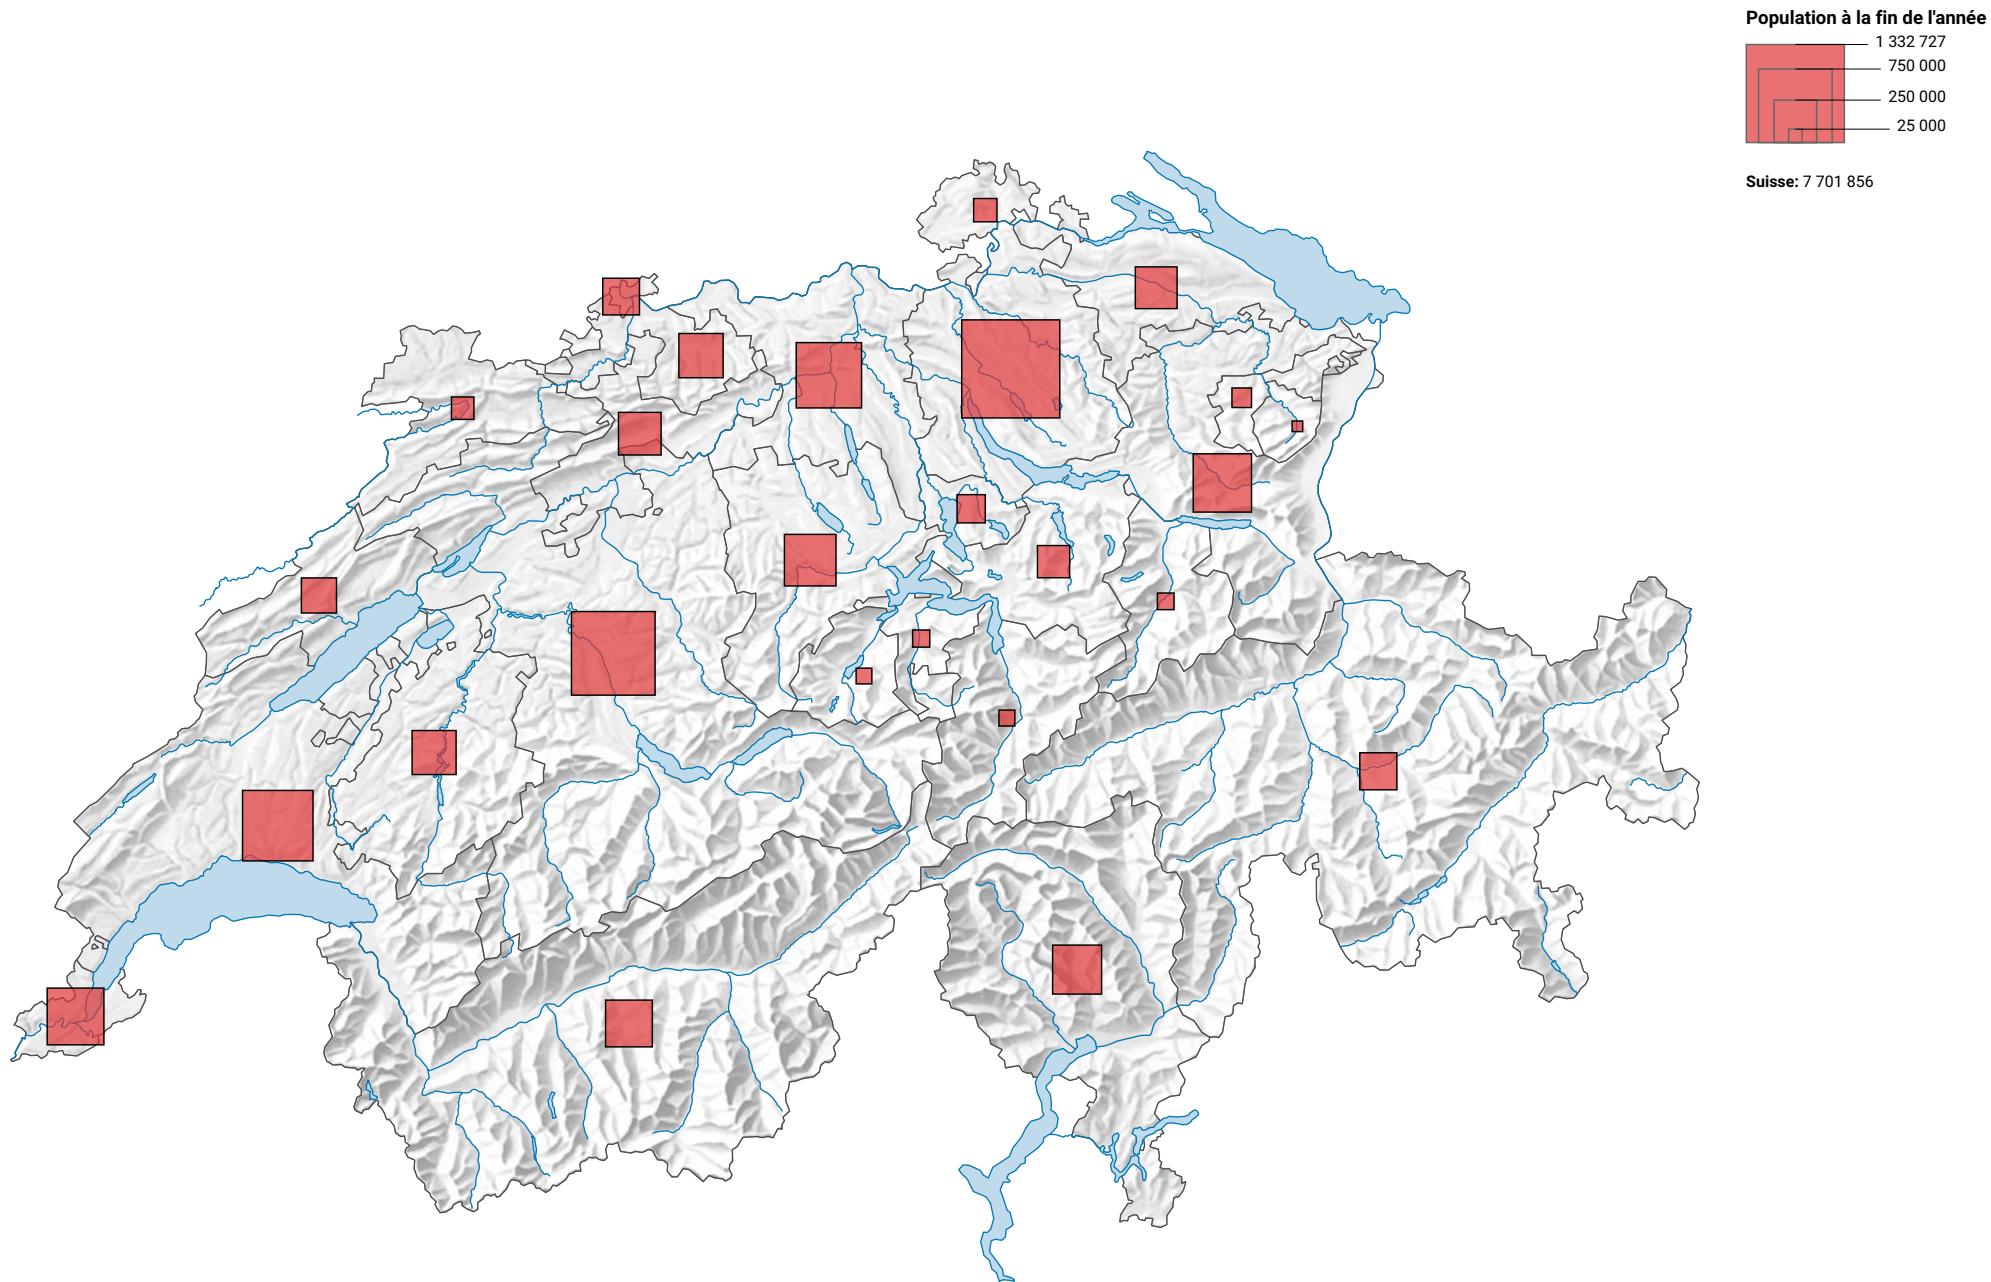 Population à la fin de l'année
1 332 727
750 000
250 000
25 000
Suisse: 7 701 856